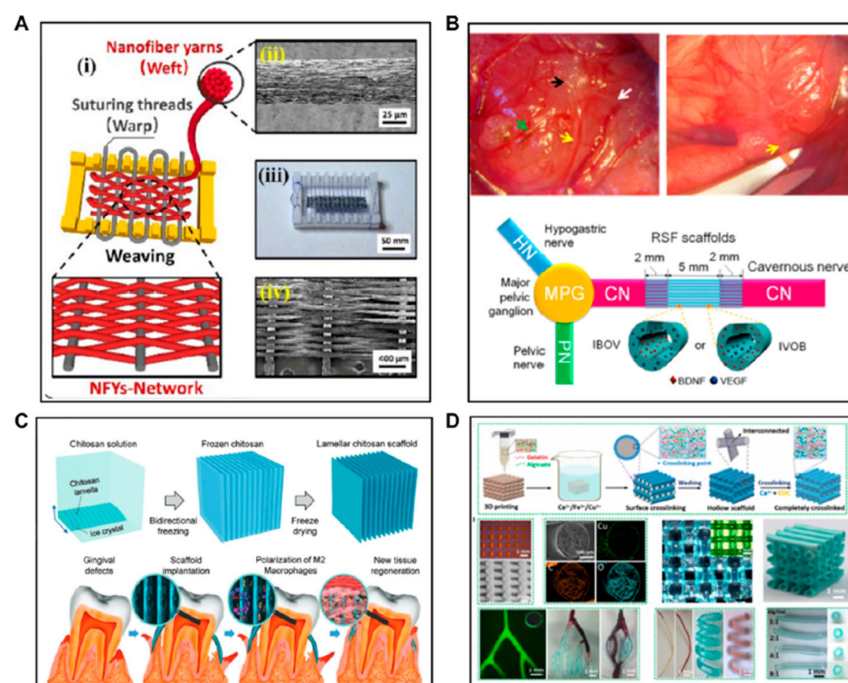 A
(i)
Nanofiber yarns
(Weft)
Suturing threads
(Warp)
Weaving
NFYs-Network
(ii)
25 µm
(iii)
50 mm
(iv)
400 µm
B
HN
Hypogastric
nerve
Major
pelvic
ganglion
MPG
PN
Pelvic
nerve
RSF scaffolds
2 mm
5 mm
2 mm
Cavernous nerve
CN
CN
IBOV
or
IVOB
BDNF
VEGF
C
Chitosan solution
Frozen chitosan
Lamellar chitosan scaffold
Chitosan
lamella
Ice crystal
Bidirectional
freezing
Freeze
drying
Gingival
defects
Scaffold
implantation
Polarization of M2
Macrophages
New tissue
regeneration
D
Gelatin
Alginate
Crosslinking point
Interconnected
Washing
Crosslinking
Ca²⁺ + EDC
3D printing
Ca²⁺/Fe³⁺/Cu²⁺
Surface crosslinking
Hollow scaffold
Completely crosslinked
Cu
O
1 mm
1 mm
1 mm
1:1
2:1
4:1
8:1
1 mm